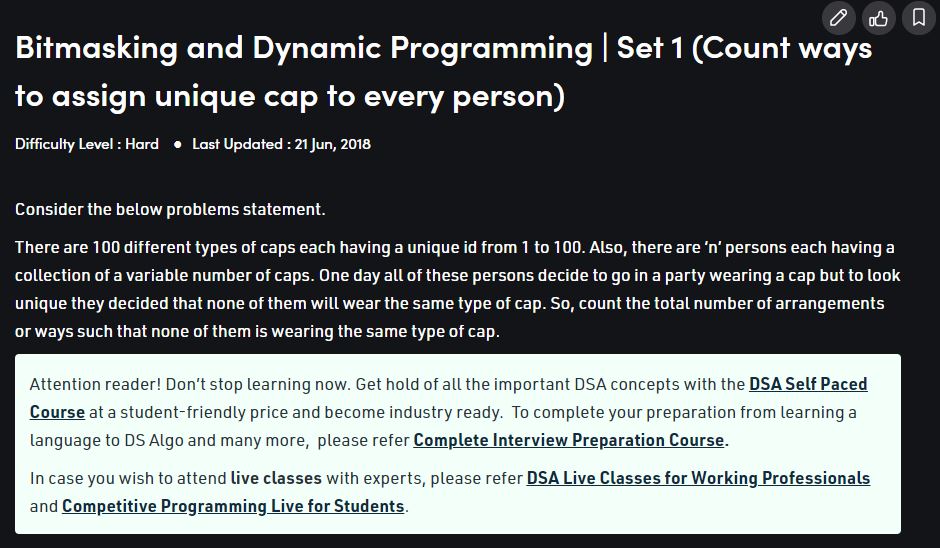 Bitmasking and Dynamic Programming | Set 1 (Count ways
to assign unique cap to every person)
Difficulty Level : Hard ● Last Updated : 21 Jun, 2018
Consider the below problems statement.
There are 100 different types of caps each having a unique id from 1 to 100. Also, there are ‘n’ persons each having a
collection of a variable number of caps. One day all of these persons decide to go in a party wearing a cap but to look
unique they decided that none of them will wear the same type of cap. So, count the total number of arrangements
or ways such that none of them is wearing the same type of cap.
Attention reader! Don’t stop learning now. Get hold of all the important DSA concepts with the DSA Self Paced
Course at a student-friendly price and become industry ready.  To complete your preparation from learning a
language to DS Algo and many more,  please refer Complete Interview Preparation Course.
In case you wish to attend live classes with experts, please refer DSA Live Classes for Working Professionals
and Competitive Programming Live for Students.